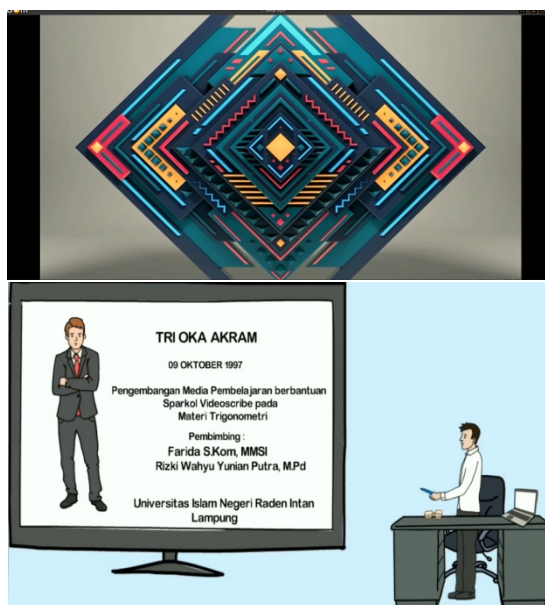 TRI OKA AKRAM
09 OKTOBER 1997
Pengembangan Media Pembelajaran berbantuan
Sparkol Videoscribe pada
Materi Trigonometri
Pembimbing :
Farida S.Kom, MMSI
Rizki Wahyu Yunian Putra, M.Pd
Universitas Islam Negeri Raden Intan
Lampung